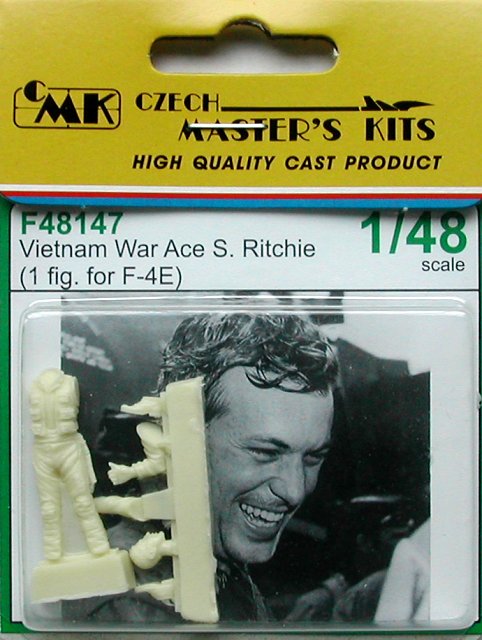 CMK CZECH
MASTER'S KITS
HIGH QUALITY CAST PRODUCT
F48147
1/48
Vietnam War Ace S. Ritchie
scale
(1 fig. for F-4E)